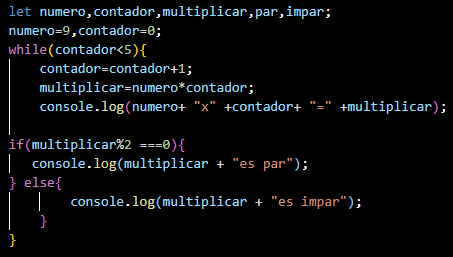 let numero,contador,multiplicar,par,impar;
numero=9,contador=0;
while(contador<5){
    contador=contador+1;
    multiplicar=numero*contador;
    console.log(numero+ "x" +contador+ "=" +multiplicar);

if(multiplicar%2 ===0){
   console.log(multiplicar + "es par");
} else{
        console.log(multiplicar + "es impar");
    }
}